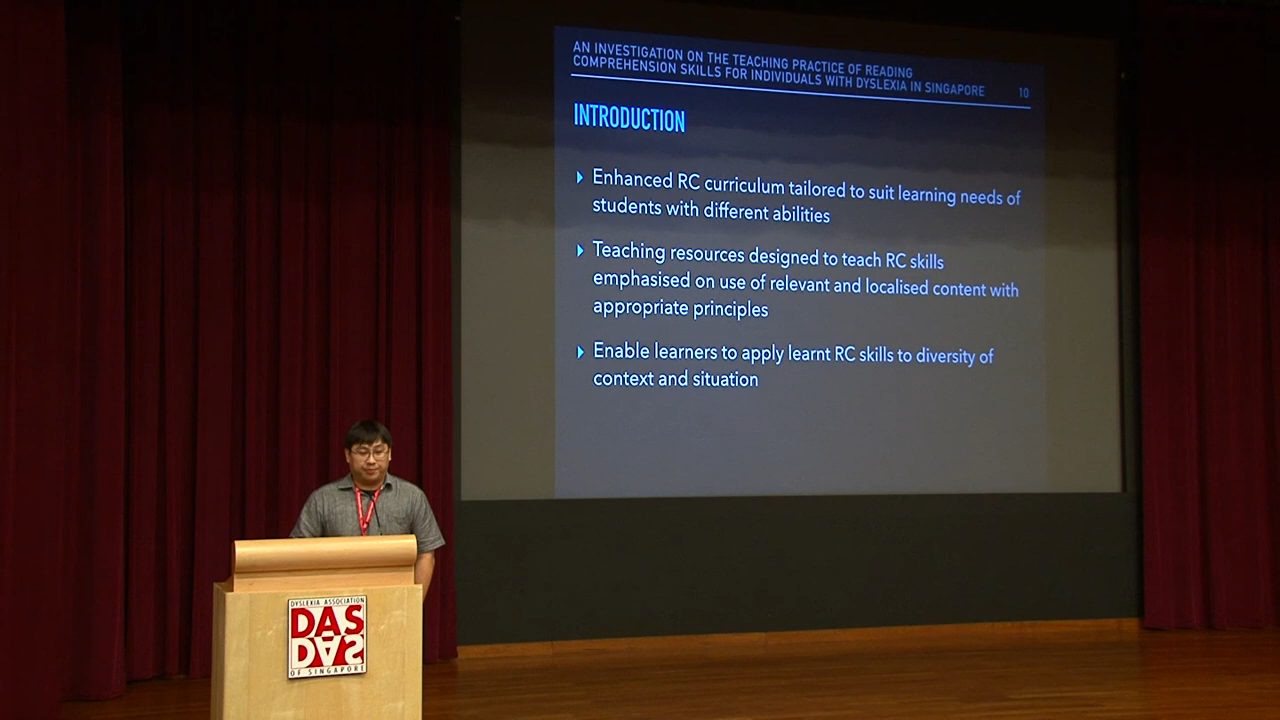 AN INVESTIGATION ON THE TEACHING PRACTICE OF READING
COMPREHENSION SKILLS FOR INDIVIDUALS WITH DYSLEXIA IN SINGAPORE 10
INTRODUCTION
Enhanced RC curriculum tailored to suit learning needs of
students with different abilities
Teaching resources designed to teach RC skills
emphasised on use of relevant and localised content with
appropriate principles
Enable learners to apply learnt RC skills to diversity of
context and situation
DYSLEXIA ASSOCIATION
DAS
DAS
OF SINGAPORE